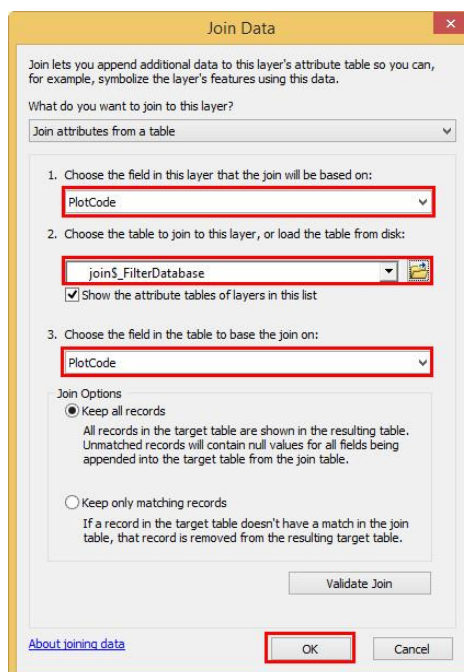 Join Data
Join lets you append additional data to this layer's attribute table so you can,
for example, symbolize the layer's features using this data.
What do you want to join to this layer?
Join attributes from a table
1. Choose the field in this layer that the join will be based on:
PlotCode
2. Choose the table to join to this layer, or load the table from disk:
join$_FilterDatabase
Show the attribute tables of layers in this list
3. Choose the field in the table to base the join on:
PlotCode
Join Options
Keep all records
All records in the target table are shown in the resulting table.
Unmatched records will contain null values for all fields being
appended into the target table from the join table.
Keep only matching records
If a record in the target table doesn't have a match in the join
table, that record is removed from the resulting target table.
Validate Join
About joining data
OK
Cancel